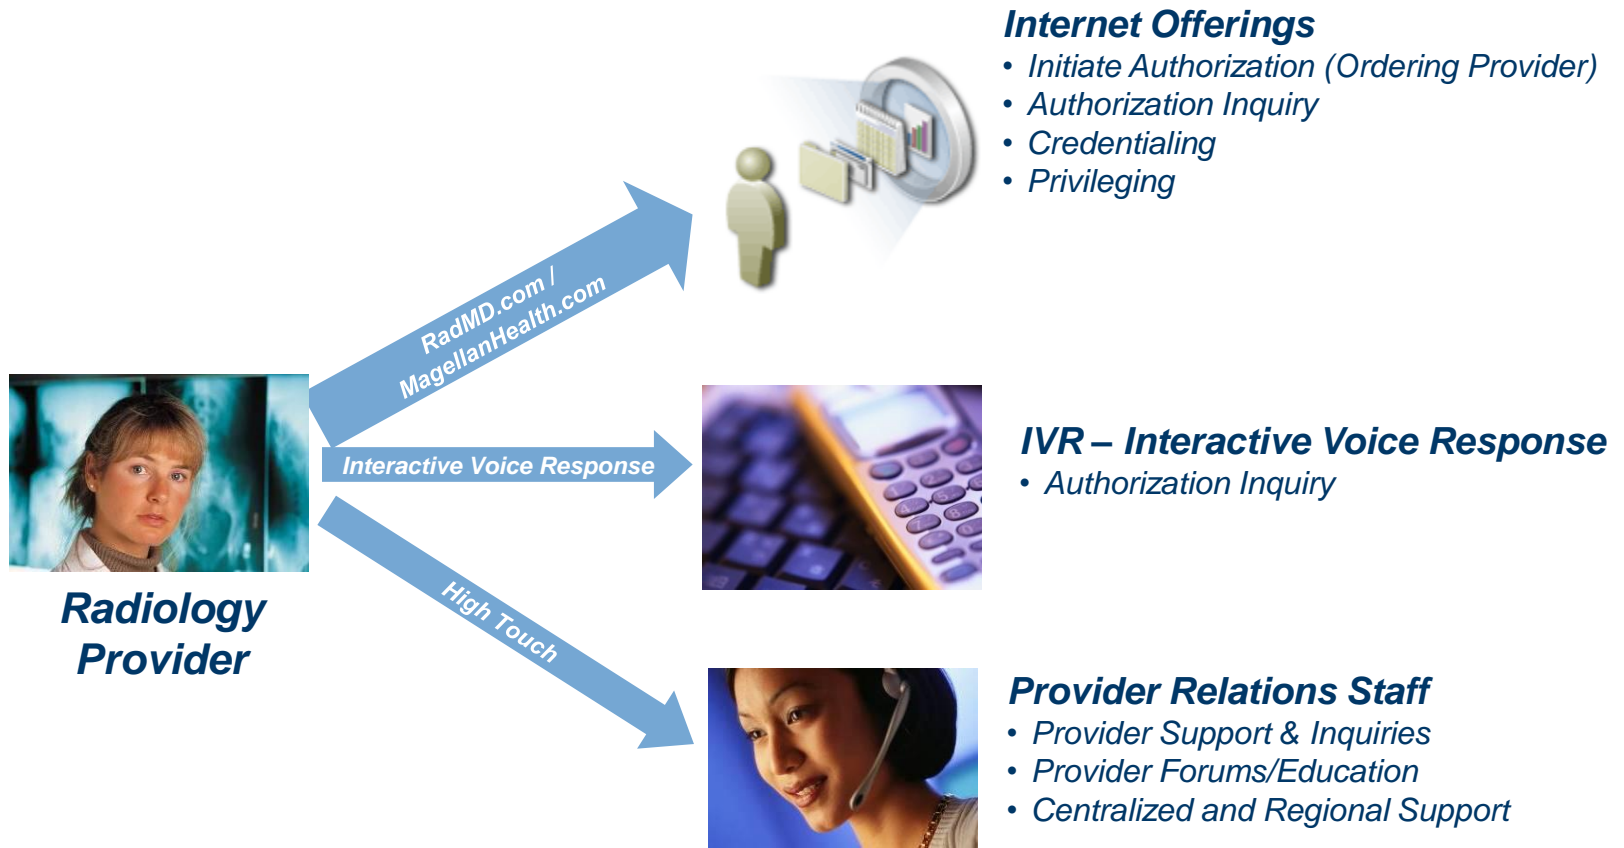 Internet Offerings
• Initiate Authorization (Ordering Provider)
• Authorization Inquiry
• Credentialing
• Privileging
RadMD.com /
MagellanHealth.com
Interactive Voice Response
High Touch
Radiology
Provider
IVR – Interactive Voice Response
• Authorization Inquiry
Provider Relations Staff
• Provider Support & Inquiries
• Provider Forums/Education
• Centralized and Regional Support